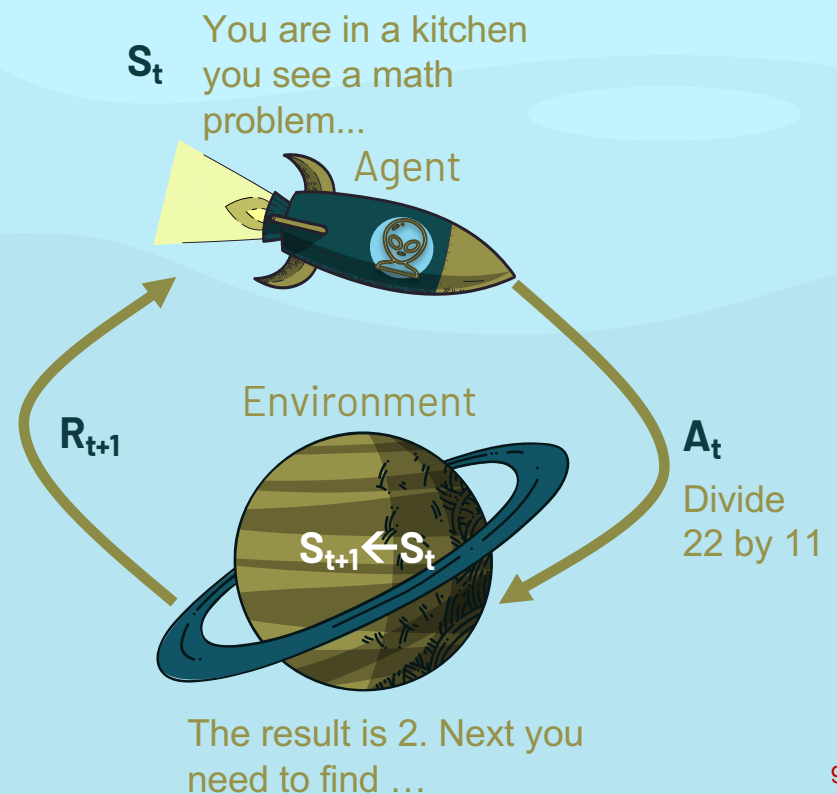 You are in a kitchen
Sₜ
you see a math
problem...
Agent
Environment
Rₜ₊₁
Aₜ
Divide
22 by 11
Sₜ₊₁←Sₜ
The result is 2. Next you
need to find ...
9